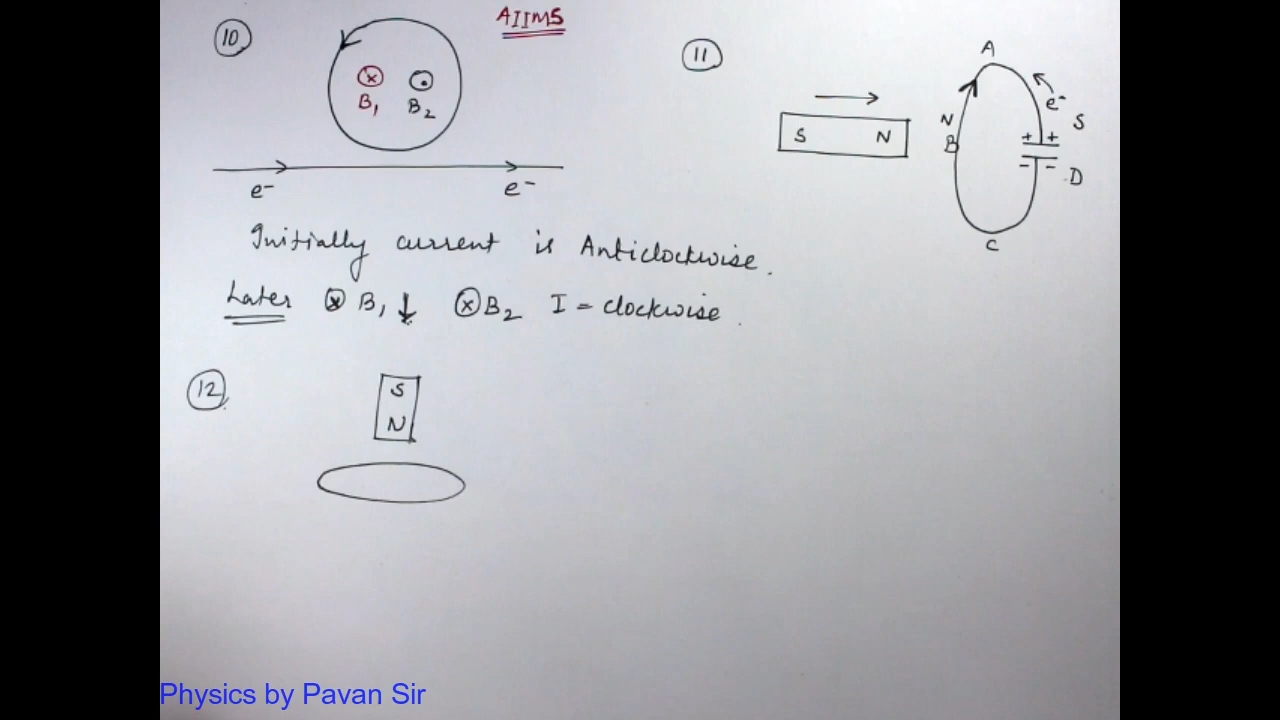 AIIMS
10
B1 B2
e- e-
Initially current is Anticlockwise.
Later ⊗ B1 ↓ ⊗ B2 I = clockwise.
11
S N
A
e-
N
B
S
+ +
- -
D
C
12
S
N
Physics by Pavan Sir